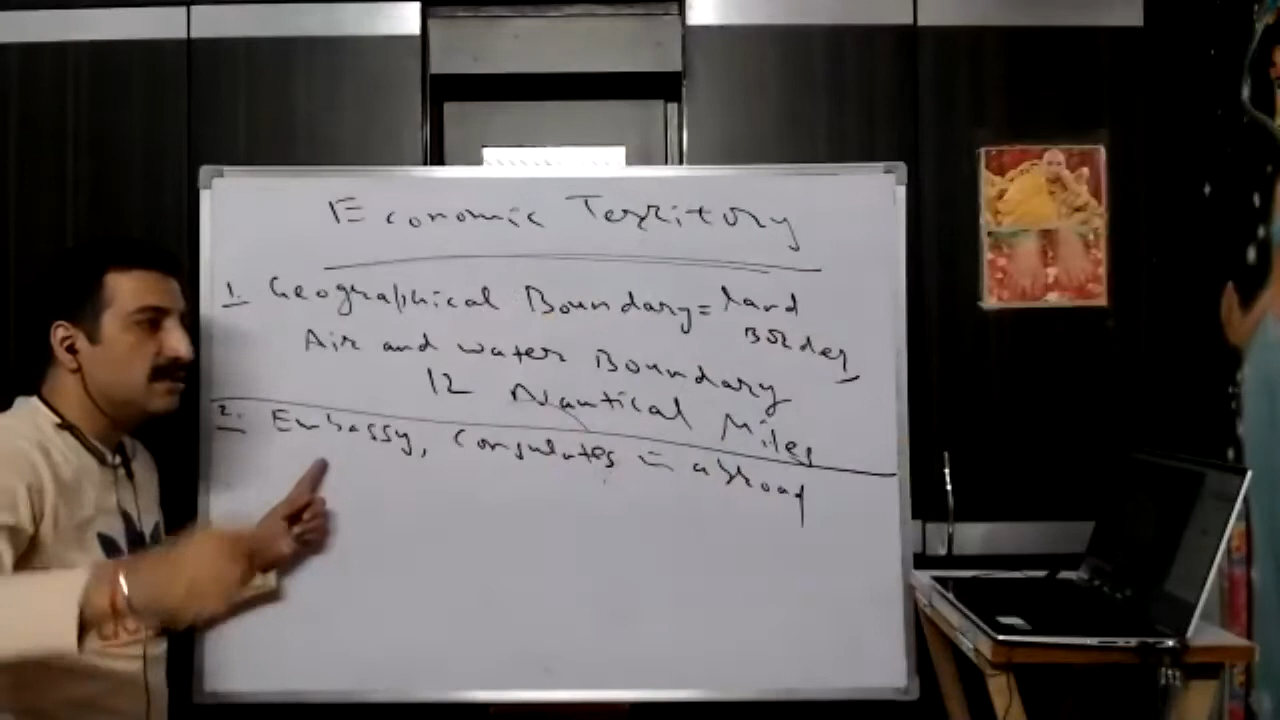 Economic Territory
1. Geographical Boundary = land
Border
Air and water Boundary
12 Nautical Miles
2. Embassy, Consulates in abroad